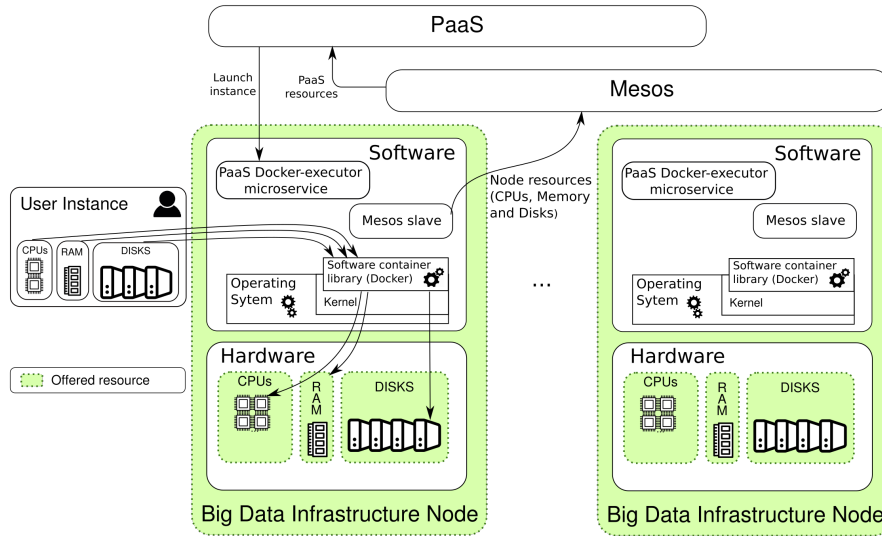 PaaS
Launch
instance
PaaS
resources
Mesos
Software
PaaS Docker-executor
microservice
Mesos slave
Node resources
(CPUs, Memory
and Disks)
User Instance
CPUs
RAM
DISKS
Software container
library (Docker)
Operating
Sytem
Kernel
Hardware
CPUs
R
A
M
DISKS
Big Data Infrastructure Node
Offered resource
...
Software
PaaS Docker-executor
microservice
Mesos slave
Software container
library (Docker)
Operating
Sytem
Kernel
Hardware
CPUs
R
A
M
DISKS
Big Data Infrastructure Node